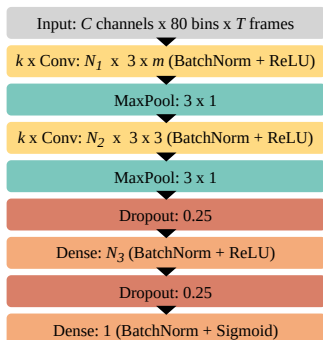 Input: C channels x 80 bins x T frames
k x Conv: N₁ x 3 x m (BatchNorm + ReLU)
MaxPool: 3 x 1
k x Conv: N₂ x 3 x 3 (BatchNorm + ReLU)
MaxPool: 3 x 1
Dropout: 0.25
Dense: N₃ (BatchNorm + ReLU)
Dropout: 0.25
Dense: 1 (BatchNorm + Sigmoid)